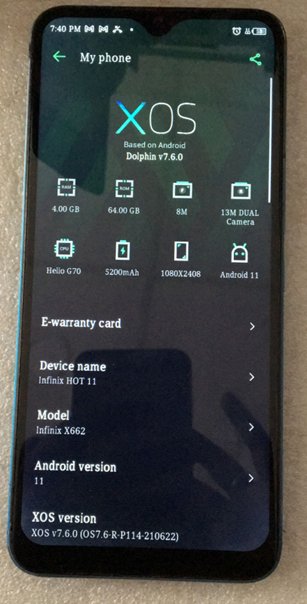 7:40 PM
My phone
XOS
Based on Android
Dolphin v7.6.0
RAM
ROM
4.00 GB
64.00 GB
8M
13M DUAL
Camera
CPU
Helio G70
5200mAh
1080X2408
Android 11
E-warranty card
Device name
Infinix HOT 11
Model
Infinix X662
Android version
11
XOS version
XOS v7.6.0 (OS7.6-R-P114-210622)